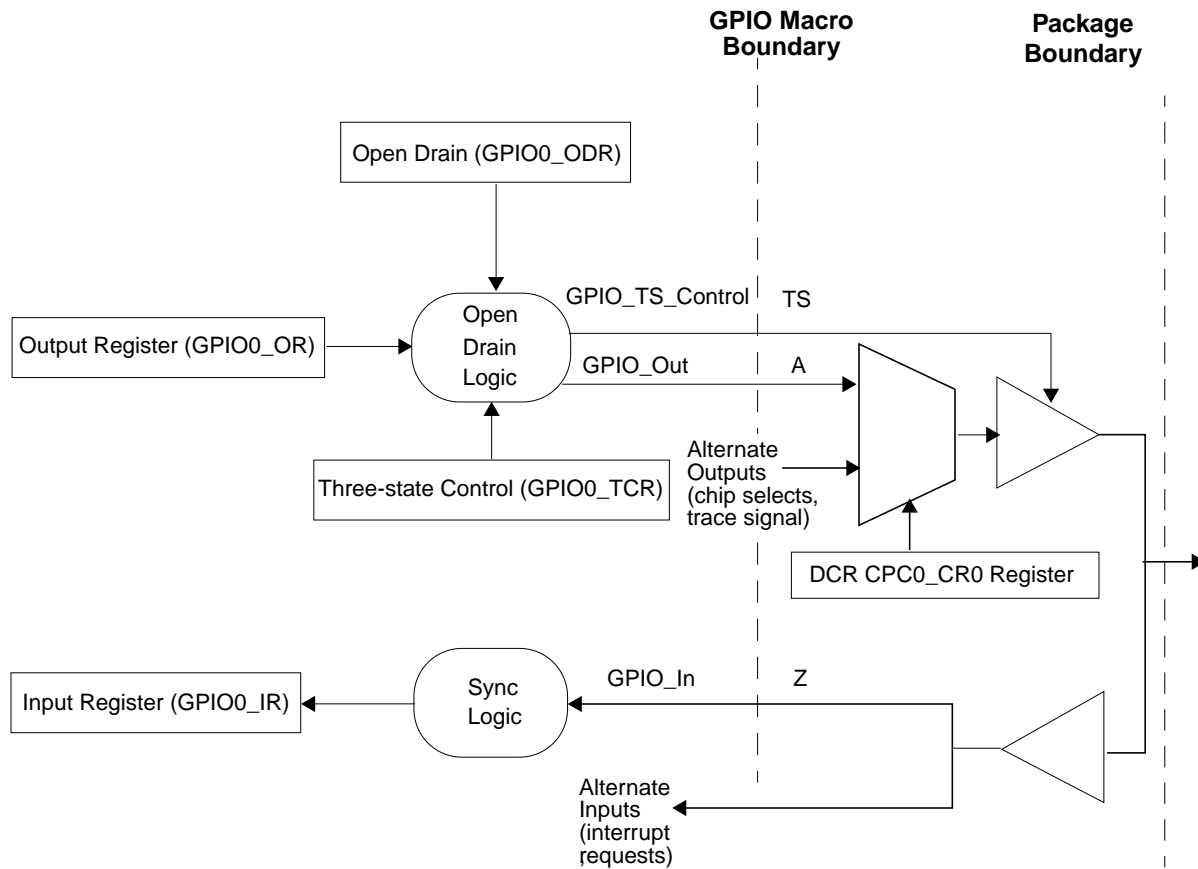 GPIO Macro
Boundary
Package
Boundary
Open Drain (GPIO0_ODR)
GPIO_TS_Control
TS
Open
Drain
Logic
Output Register (GPIO0_OR)
GPIO_Out
A
Alternate
Outputs
(chip selects,
trace signal)
Three-state Control (GPIO0_TCR)
DCR CPC0_CR0 Register
GPIO_In
Z
Sync
Logic
Input Register (GPIO0_IR)
Alternate
Inputs
(interrupt
requests)